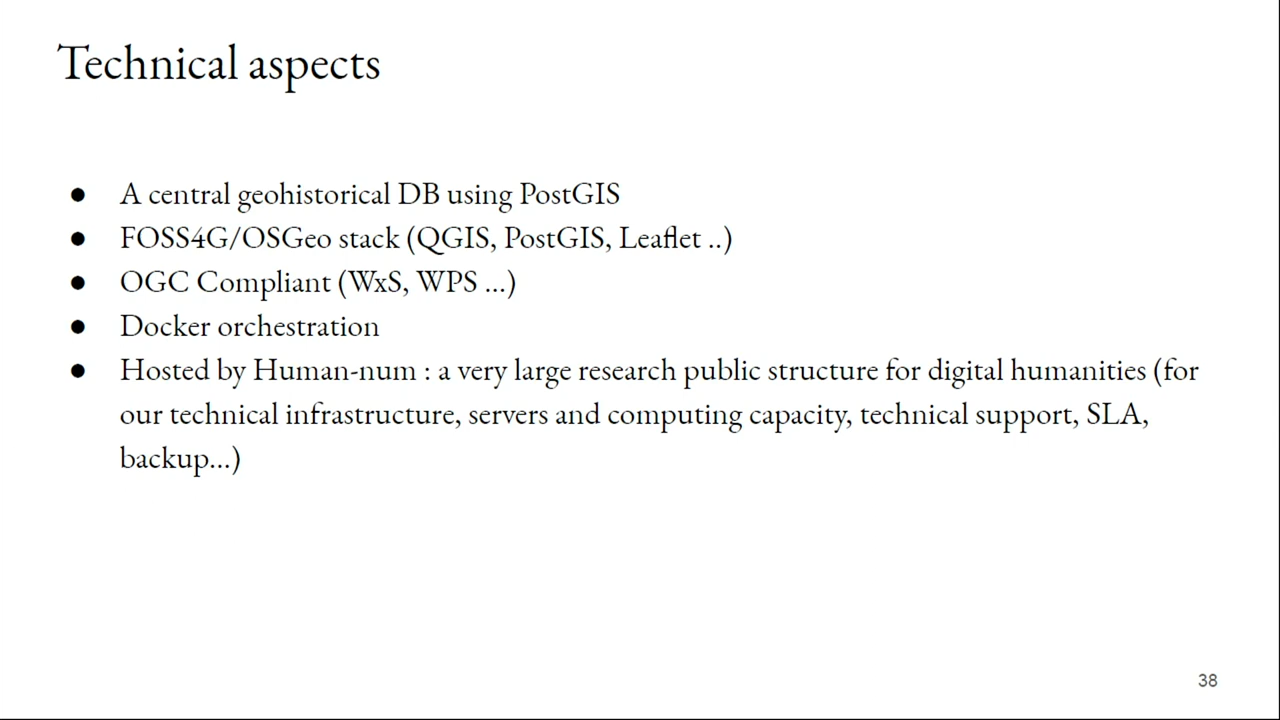 Technical aspects
● A central geohistorical DB using PostGIS
● FOSS4G/OSGeo stack (QGIS, PostGIS, Leaflet ..)
● OGC Compliant (WxS, WPS ...)
● Docker orchestration
● Hosted by Human-num : a very large research public structure for digital humanities (for
our technical infrastructure, servers and computing capacity, technical support, SLA,
backup...)
38